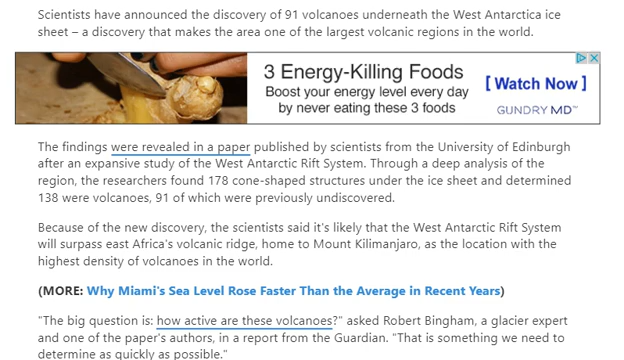 Scientists have announced the discovery of 91 volcanoes underneath the West Antarctica ice
sheet – a discovery that makes the area one of the largest volcanic regions in the world.
3 Energy-Killing Foods
Boost your energy level every day
by never eating these 3 foods
[ Watch Now ]
GUNDRY MD™
The findings were revealed in a paper published by scientists from the University of Edinburgh
after an expansive study of the West Antarctic Rift System. Through a deep analysis of the
region, the researchers found 178 cone-shaped structures under the ice sheet and determined
138 were volcanoes, 91 of which were previously undiscovered.
Because of the new discovery, the scientists said it's likely that the West Antarctic Rift System
will surpass east Africa's volcanic ridge, home to Mount Kilimanjaro, as the location with the
highest density of volcanoes in the world.
(MORE: Why Miami's Sea Level Rose Faster Than the Average in Recent Years)
"The big question is: how active are these volcanoes?" asked Robert Bingham, a glacier expert
and one of the paper's authors, in a report from the Guardian. "That is something we need to
determine as quickly as possible."